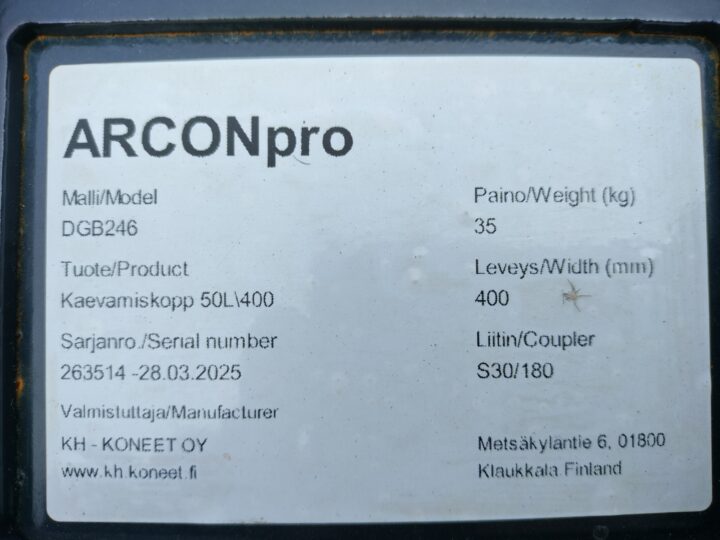 ARCONpro
Malli/Model
DGB246
Paino/Weight (kg)
35
Tuote/Product
Kaevamiskopp 50L\400
Leveys/Width (mm)
400
Sarjanro./Serial number
263514 -28.03.2025
Liitin/Coupler
S30/180
Valmistuttaja/Manufacturer
KH - KONEET OY
www.kh.koneet.fi
Metsäkylantie 6, 01800
Klaukkala Finland